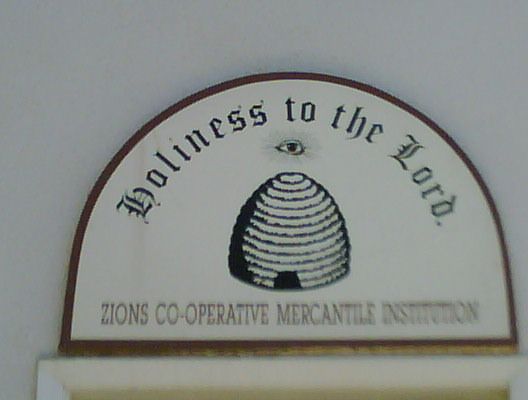 Holiness to the Lord.
ZIONS CO-OPERATIVE MERCANTILE INSTITUTION